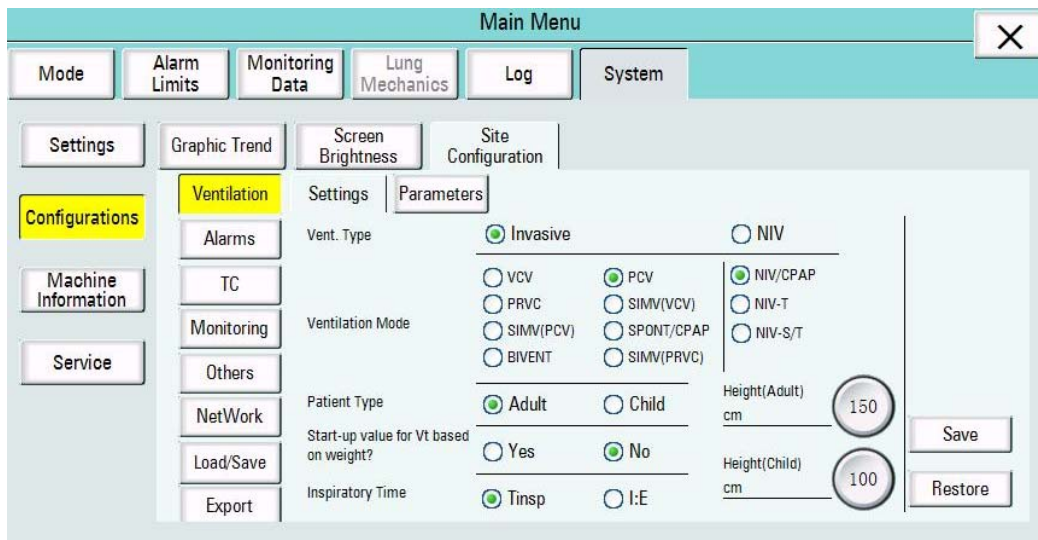 Main Menu
Mode
Alarm
Limits
Monitoring
Data
Lung
Mechanics
Log
System
Settings
Graphic Trend
Screen
Brightness
Site
Configuration
Configurations
Machine
Information
Service
Ventilation
Alarms
TC
Monitoring
Others
NetWork
Load/Save
Export
Settings
Parameters
Vent. Type
Invasive
NIV
Ventilation Mode
VCV
PCV
NIV/CPAP
PRVC
SIMV(VCV)
NIV-T
SIMV(PCV)
SPONT/CPAP
NIV-S/T
BIVENT
SIMV(PRVC)
Patient Type
Adult
Child
Height(Adult)
cm
150
Start-up value for Vt based
on weight?
Yes
No
Height(Child)
cm
100
Inspiratory Time
Tinsp
I:E
Save
Restore